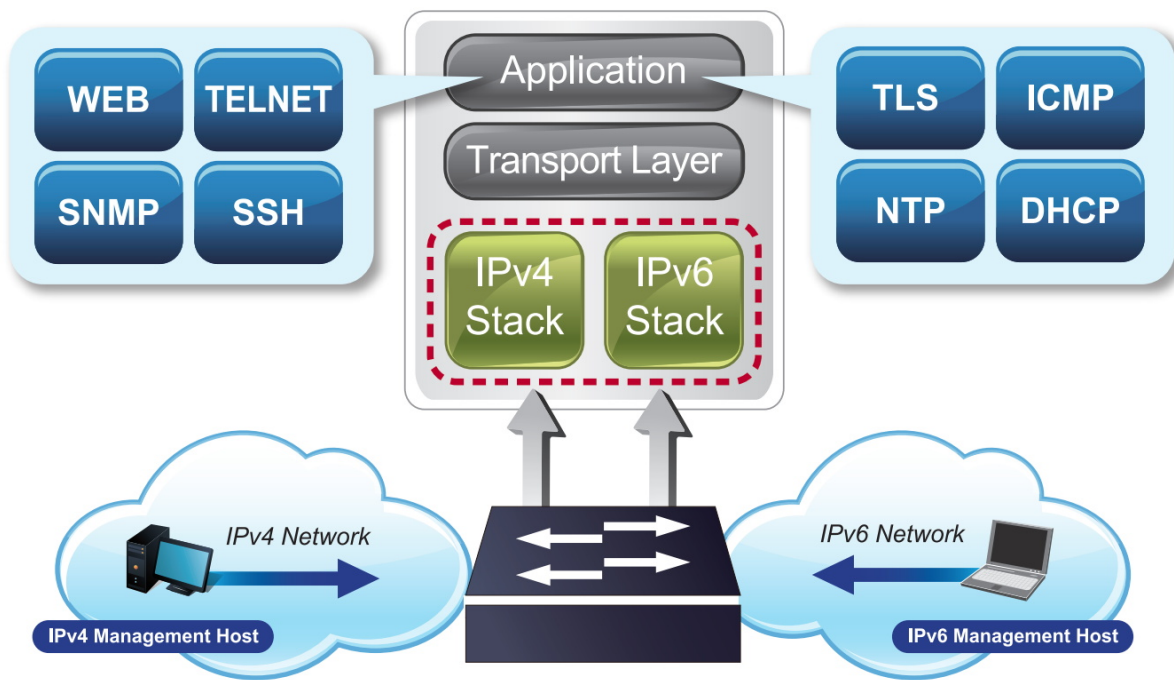 WEB
TELNET
SNMP
SSH
Application
Transport Layer
IPv4
Stack
IPv6
Stack
TLS
ICMP
NTP
DHCP
IPv4 Network
IPv4 Management Host
IPv6 Network
IPv6 Management Host